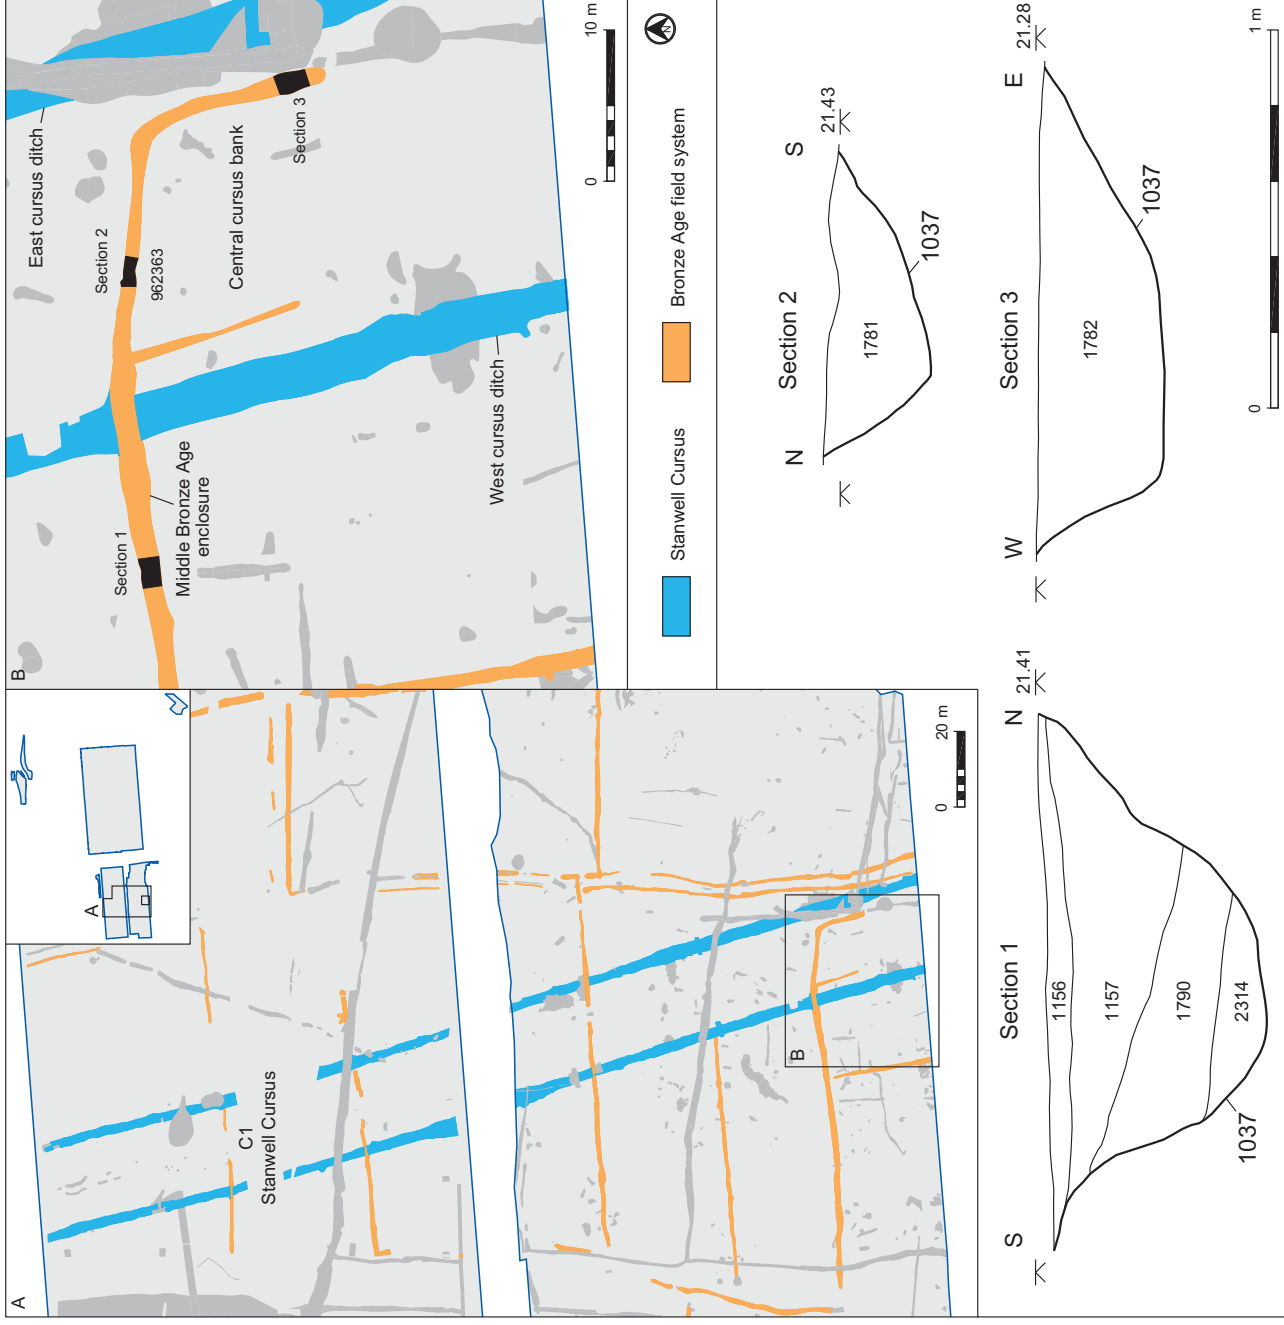 A
A
C1
Stanwell Cursus
B
0
20 m
B
Section 1
Middle Bronze Age
enclosure
Section 2
962363
East cursus ditch
Central cursus bank
Section 3
West cursus ditch
0
10 m
Stanwell Cursus
Bronze Age field system
N
Section 1
S
N
21.41
1156
1157
1790
2314
1037
Section 2
N
S
21.43
1781
1037
Section 3
W
E
21.28
1782
1037
0
1 m